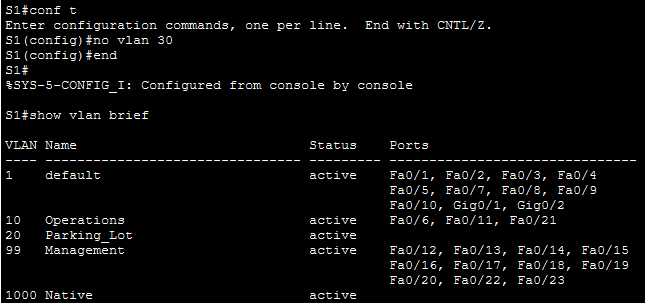 S1#conf t
Enter configuration commands, one per line.  End with CNTL/Z.
S1(config)#no vlan 30
S1(config)#end
S1#
%SYS-5-CONFIG_I: Configured from console by console
S1#show vlan brief
VLAN Name                             Status    Ports
---- -------------------------------- --------- -------------------------------
1    default                          active    Fa0/1, Fa0/2, Fa0/3, Fa0/4
                                                Fa0/5, Fa0/7, Fa0/8, Fa0/9
                                                Fa0/10, Gig0/1, Gig0/2
10   Operations                       active    Fa0/6, Fa0/11, Fa0/21
20   Parking_Lot                      active
99   Management                       active    Fa0/12, Fa0/13, Fa0/14, Fa0/15
                                                Fa0/16, Fa0/17, Fa0/18, Fa0/19
                                                Fa0/20, Fa0/22, Fa0/23
1000 Native                           active